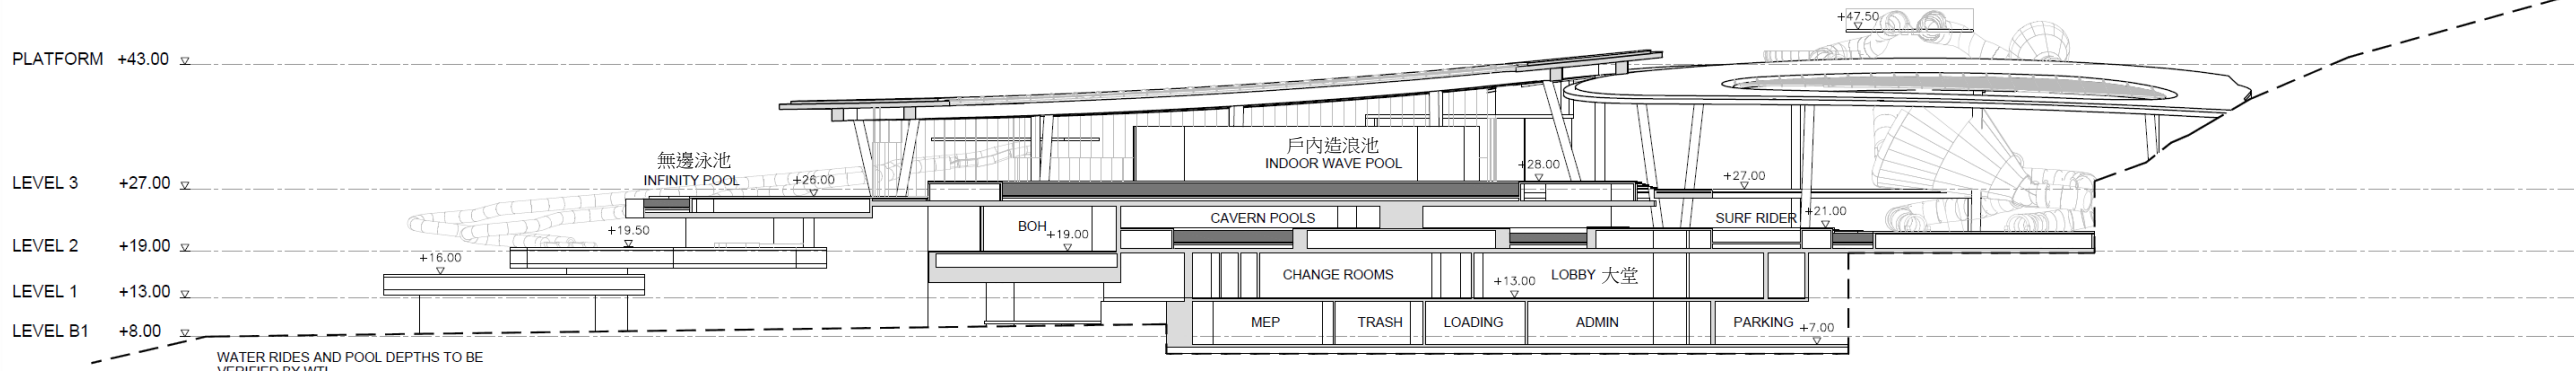 +47.50
PLATFORM +43.00
無邊泳池
INFINITY POOL
戶內造浪池
INDOOR WAVE POOL
+28.00
+27.00
+26.00
LEVEL 3 +27.00
BOH
CAVERN POOLS
SURF RIDER
+21.00
+19.50
+19.00
LEVEL 2 +19.00
+16.00
CHANGE ROOMS
LOBBY 大堂
+13.00
LEVEL 1 +13.00
MEP
TRASH
LOADING
ADMIN
PARKING
+7.00
LEVEL B1 +8.00
WATER RIDES AND POOL DEPTHS TO BE
VERIFIED BY WTI